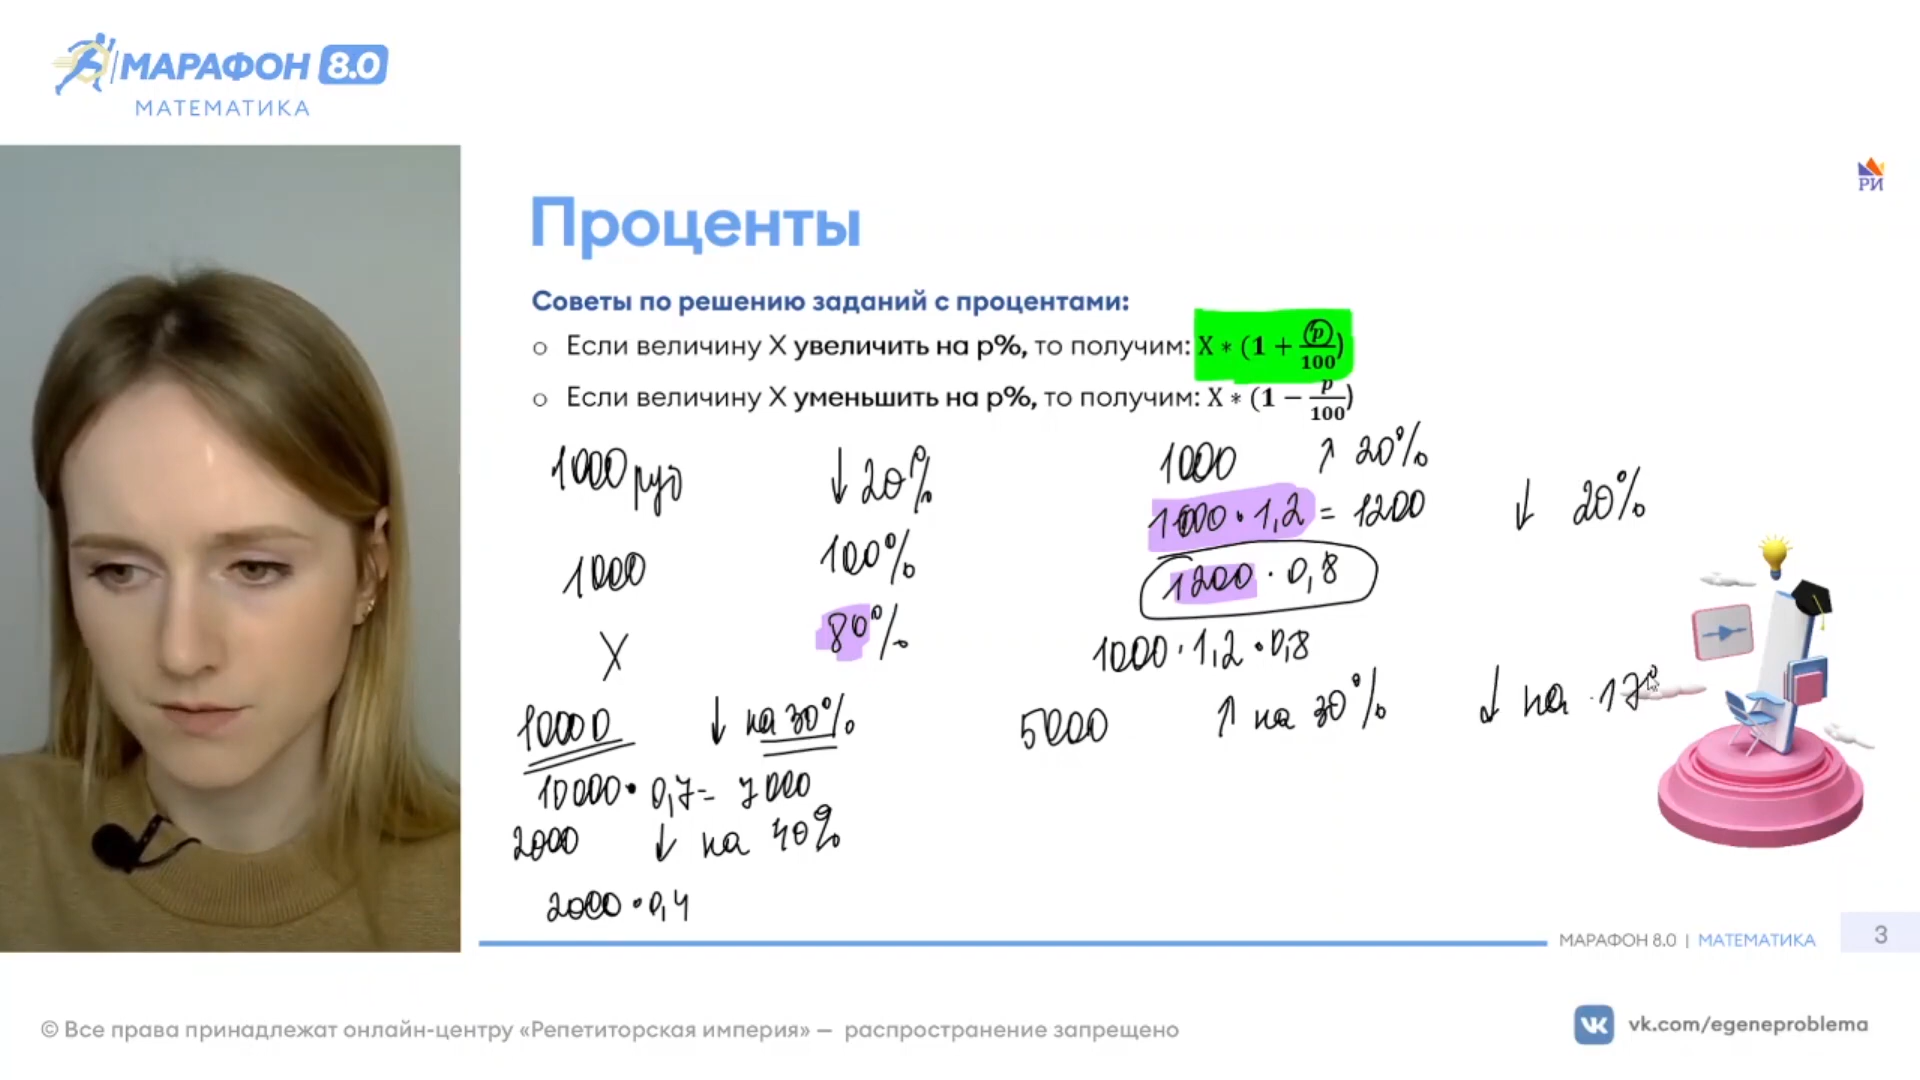 МАРАФОН 8.0
МАТЕМАТИКА
РИ
Проценты
Советы по решению заданий с процентами:
○ Если величину X увеличить на p%, то получим: X * (1 + p/100)
○ Если величину X уменьшить на p%, то получим: X * (1 − p/100)
1000 руб ↓ 20%
1000 100%
X 80%
10000 ↓ на 30%
10000 · 0,7 = 7000
2000 ↓ на 40%
2000 · 0,4
1000 ↑ 20%
1000 · 1,2 = 1200 ↓ 20%
1200 · 0,8
1000 · 1,2 · 0,8
5000 ↑ на 30% ↓ на 17
МАРАФОН 8.0 | МАТЕМАТИКА 3
© Все права принадлежат онлайн-центру «Репетиторская империя» — распространение запрещено
vk.com/egeneproblema